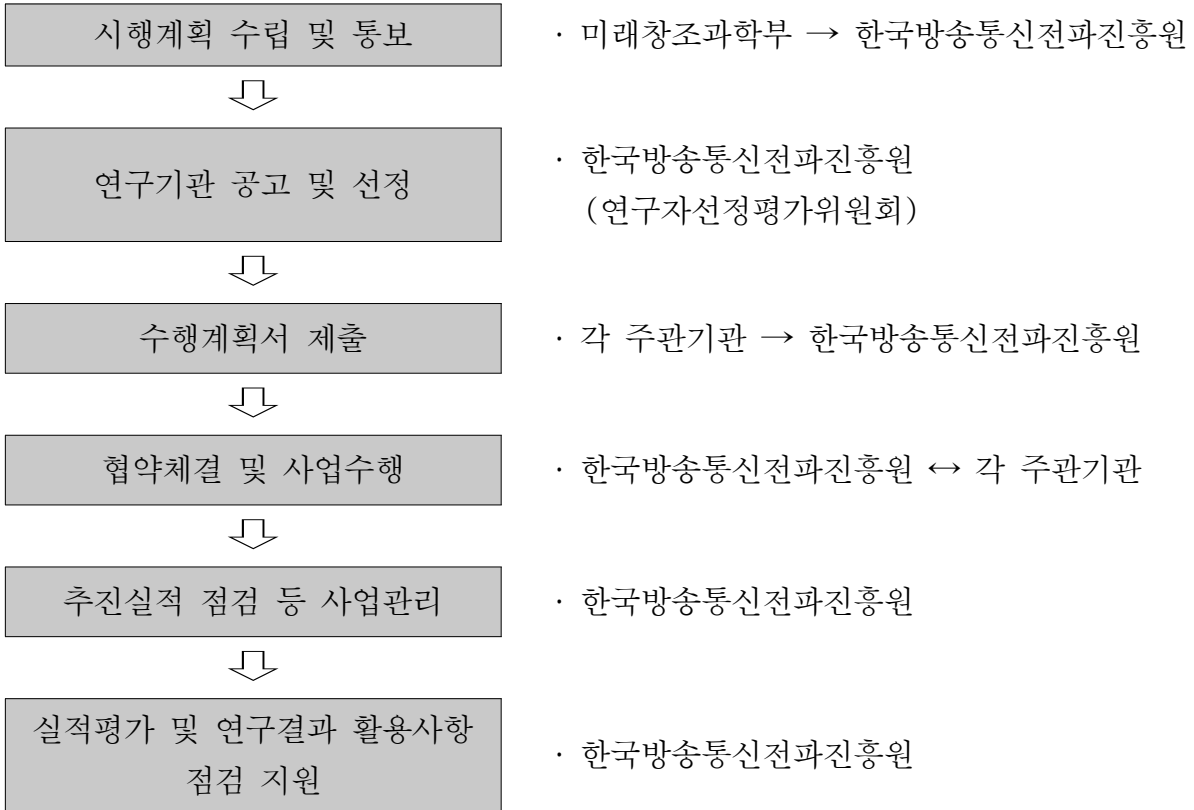 시행계획 수립 및 통보
· 미래창조과학부 → 한국방송통신전파진흥원
연구기관 공고 및 선정
· 한국방송통신전파진흥원
(연구자선정평가위원회)
수행계획서 제출
· 각 주관기관 → 한국방송통신전파진흥원
협약체결 및 사업수행
· 한국방송통신전파진흥원 ↔ 각 주관기관
추진실적 점검 등 사업관리
· 한국방송통신전파진흥원
실적평가 및 연구결과 활용사항
점검 지원
· 한국방송통신전파진흥원